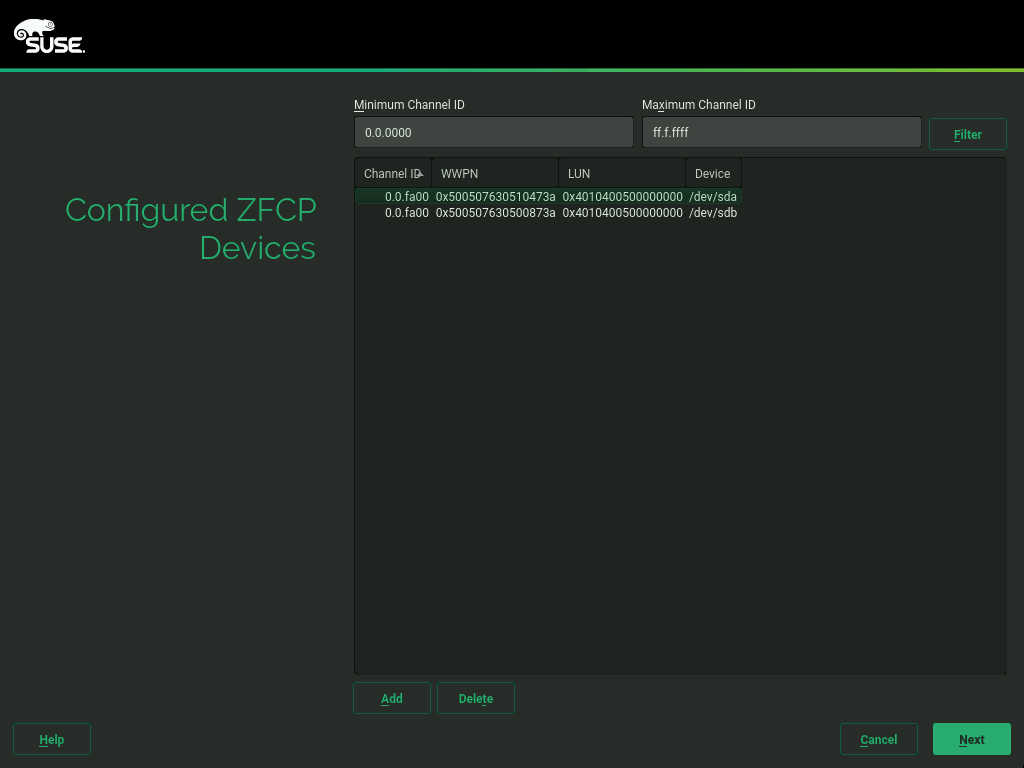 SUSE.
Minimum Channel ID Maximum Channel ID
0.0.0000 ff.f.ffff Filter
Configured ZFCP
Devices
Channel ID WWPN LUN Device
0.0.fa00 0x500507630510473a 0x4010400500000000 /dev/sda
0.0.fa00 0x500507630500873a 0x4010400500000000 /dev/sdb
Add Delete
Help Cancel Next